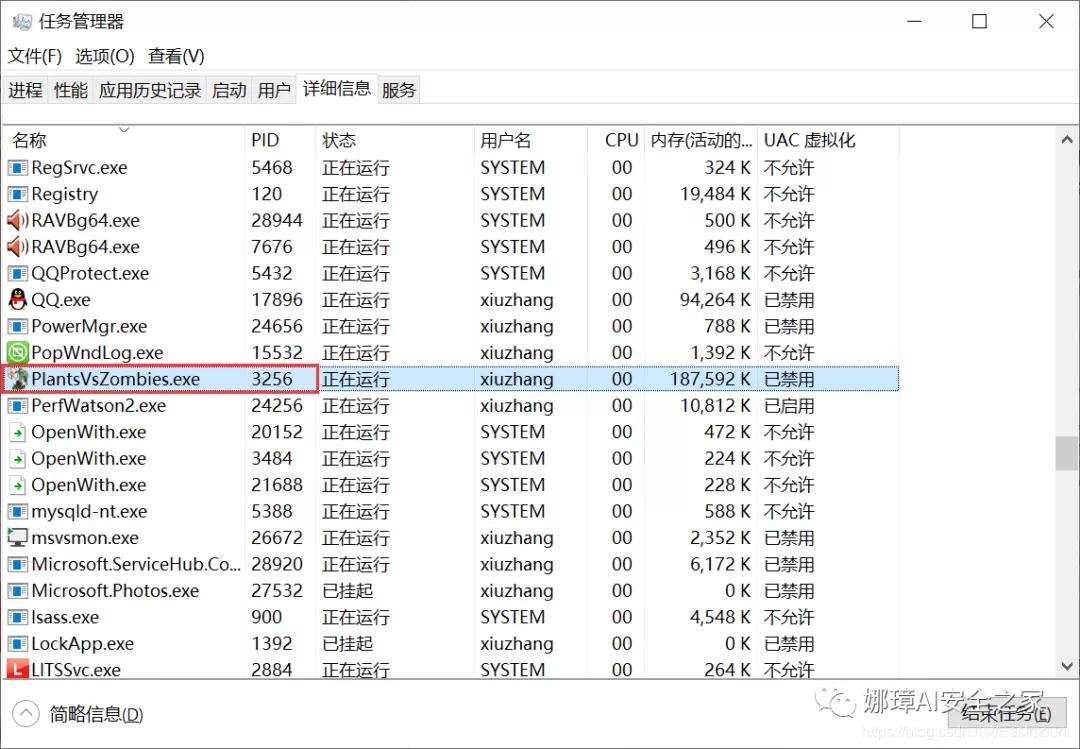 任务管理器
文件(F) 选项(O) 查看(V)
进程 性能 应用历史记录 启动 用户 详细信息 服务
名称 PID 状态 用户名 CPU 内存(活动的... UAC 虚拟化
RegSrvc.exe 5468 正在运行 SYSTEM 00 324 K 不允许
Registry 120 正在运行 SYSTEM 00 19,484 K 不允许
RAVBg64.exe 28944 正在运行 SYSTEM 00 500 K 不允许
RAVBg64.exe 7676 正在运行 SYSTEM 00 496 K 不允许
QQProtect.exe 5432 正在运行 SYSTEM 00 3,168 K 不允许
QQ.exe 17896 正在运行 xiuzhang 00 94,264 K 已禁用
PowerMgr.exe 24656 正在运行 xiuzhang 00 788 K 已禁用
PopWndLog.exe 15532 正在运行 xiuzhang 00 1,392 K 不允许
PlantsVsZombies.exe 3256 正在运行 xiuzhang 00 187,592 K 已禁用
PerfWatson2.exe 24256 正在运行 xiuzhang 00 10,812 K 已启用
OpenWith.exe 20152 正在运行 SYSTEM 00 472 K 不允许
OpenWith.exe 3484 正在运行 SYSTEM 00 224 K 不允许
OpenWith.exe 21688 正在运行 SYSTEM 00 228 K 不允许
mysqld-nt.exe 5388 正在运行 SYSTEM 00 588 K 不允许
msvsmon.exe 26672 正在运行 xiuzhang 00 2,352 K 已禁用
Microsoft.ServiceHub.Co... 28920 正在运行 xiuzhang 00 6,172 K 已禁用
Microsoft.Photos.exe 27532 已挂起 xiuzhang 00 0 K 已禁用
lsass.exe 900 正在运行 SYSTEM 00 4,548 K 不允许
LockApp.exe 1392 已挂起 xiuzhang 00 0 K 已禁用
LITSSvc.exe 2884 正在运行 SYSTEM 00 264 K 不允许
简略信息(D)
娜璋AI安全之家
结束任务(E)
https://blog.csdn.net/Eastmount